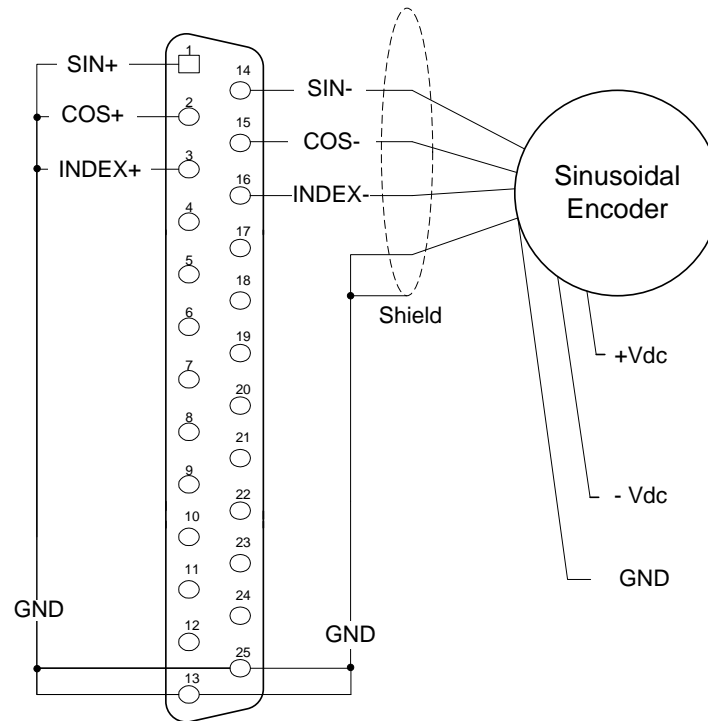 1
SIN+
14
SIN-
2
COS+
15
COS-
3
INDEX+
16
INDEX-
Sinusoidal
Encoder
4
17
5
18
Shield
6
19
+Vdc
7
20
8
21
9
22
- Vdc
10
23
11
GND
24
GND
12
GND
25
13